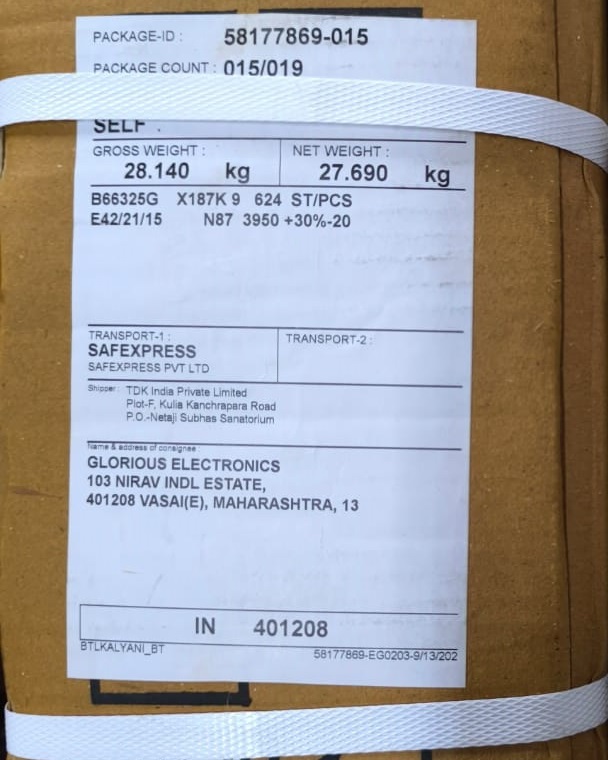 PACKAGE-ID : 58177869-015
PACKAGE COUNT : 015/019
SELF .
GROSS WEIGHT : NET WEIGHT :
28.140 kg 27.690 kg
B66325G X187K 9 624 ST/PCS
E42/21/15 N87 3950 +30%-20
TRANSPORT-1 : TRANSPORT-2 :
SAFEXPRESS
SAFEXPRESS PVT LTD
Shipper: TDK India Private Limited
Plot-F, Kulia Kanchrapara Road
P.O.-Netaji Subhas Sanatorium
Name & address of consignee :
GLORIOUS ELECTRONICS
103 NIRAV INDL ESTATE,
401208 VASAI(E), MAHARASHTRA, 13
IN 401208
BTLKALYANI_BT 58177869-EG0203-9/13/202